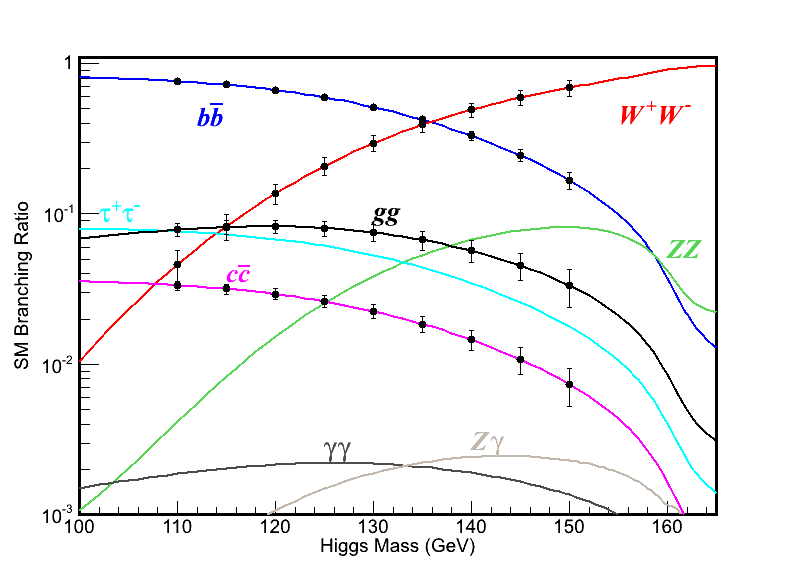 1
10⁻¹
10⁻²
10⁻³
SM Branching Ratio
bb̄
W⁺W⁻
τ⁺τ⁻
gg
ZZ
cc̄
γγ
Zγ
100 110 120 130 140 150 160
Higgs Mass (GeV)